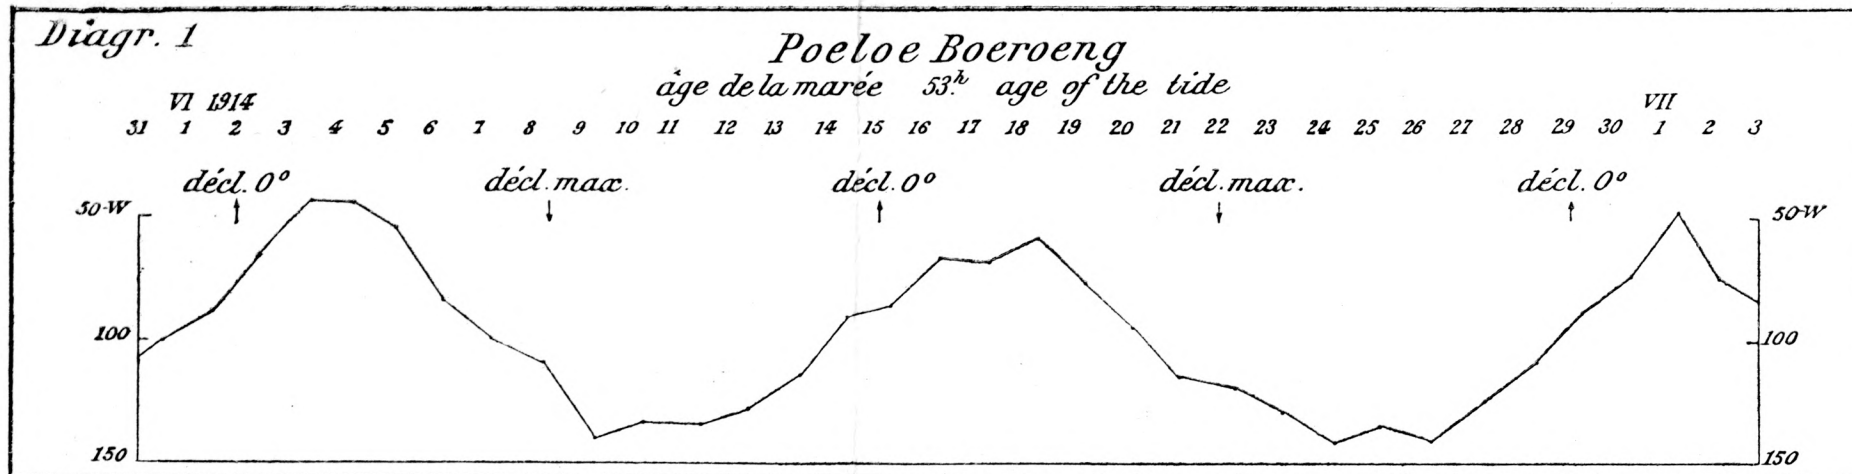 Diagr. 1
Poeloe Boeroeng
âge de la marée 53.h age of the tide
VI 1914 VII
31 1 2 3 4 5 6 7 8 9 10 11 12 13 14 15 16 17 18 19 20 21 22 23 24 25 26 27 28 29 30 1 2 3
décl. 0° décl. max. décl. 0° décl. max. décl. 0°
50-W 50-W
100 100
150 150